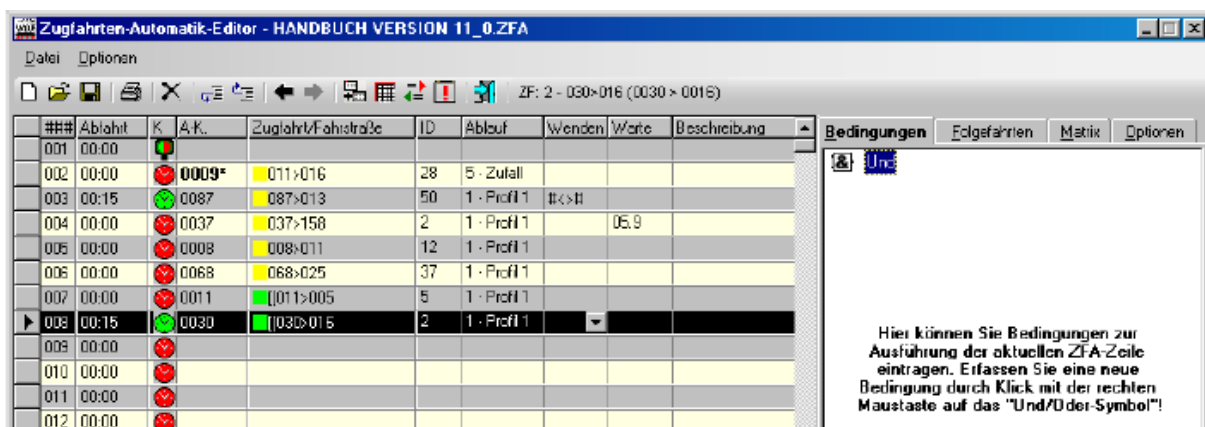 Zugfahrten-Automatik-Editor - HANDBUCH VERSION 11_0.ZFA
Datei Optionen
ZF: 2 - 030>016 (0030 > 0016)
### Abfahrt K A-K. Zugfahrt/Fahrstraße ID Ablauf Wenden Warte Beschreibung
001 00:00
002 00:00 0009* 011>016 28 5 - Zufall
003 00:15 0087 087>013 50 1 - Profil 1 #<>#
004 00:00 0037 037>158 2 1 - Profil 1 05.9
005 00:00 0008 008>011 12 1 - Profil 1
006 00:00 0068 068>025 37 1 - Profil 1
007 00:00 0011 [|011>005 5 1 - Profil 1
008 00:15 0030 [|030>016 2 1 - Profil 1
009 00:00
010 00:00
011 00:00
012 00:00
Bedingungen Folgefahrten Matrix Optionen
& Und
Hier können Sie Bedingungen zur
Ausführung der aktuellen ZFA-Zeile
eintragen. Erfassen Sie eine neue
Bedingung durch Klick mit der rechten
Maustaste auf das "Und/Oder-Symbol"!